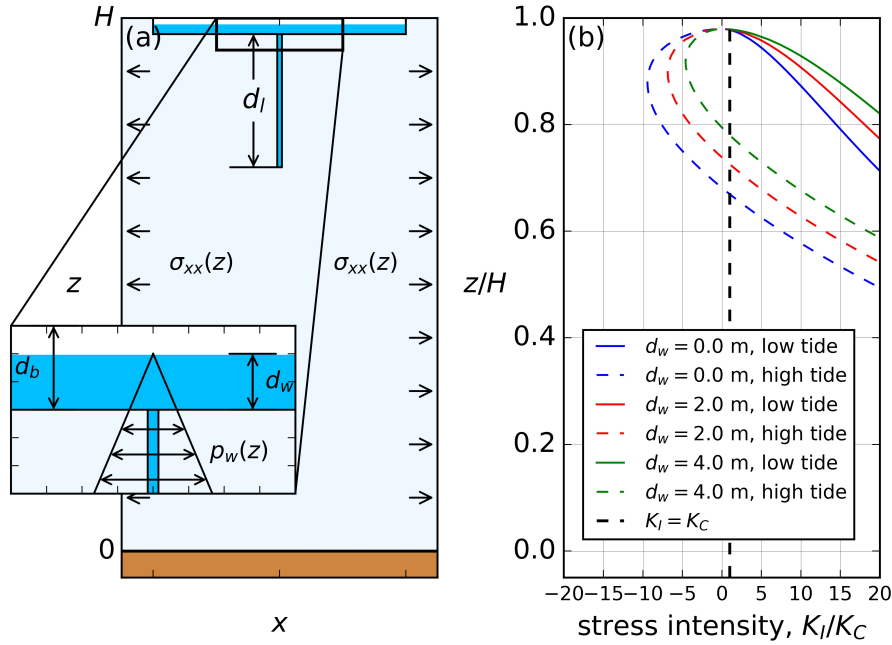 H
(a)
d_l
σ_xx(z)
σ_xx(z)
z
d_b
d_w
p_w(z)
0
x
(b)
1.0
0.8
0.6
z/H
0.4
0.2
0.0
d_w = 0.0 m, low tide
d_w = 0.0 m, high tide
d_w = 2.0 m, low tide
d_w = 2.0 m, high tide
d_w = 4.0 m, low tide
d_w = 4.0 m, high tide
K_I = K_C
−20 −15 −10 −5 0 5 10 15 20
stress intensity, K_I/K_C